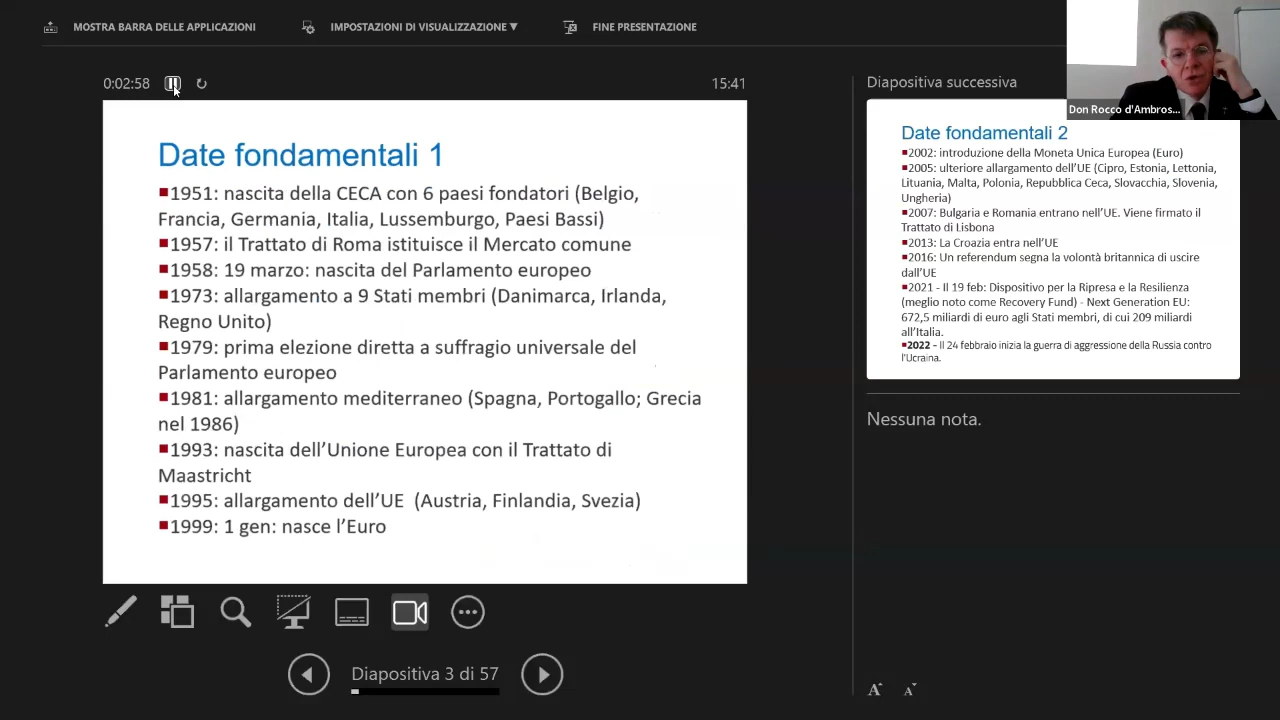 MOSTRA BARRA DELLE APPLICAZIONI
IMPOSTAZIONI DI VISUALIZZAZIONE ▼
FINE PRESENTAZIONE
Don Rocco d'Ambros...
0:02:58
15:41
Date fondamentali 1
■1951: nascita della CECA con 6 paesi fondatori (Belgio,
Francia, Germania, Italia, Lussemburgo, Paesi Bassi)
■1957: il Trattato di Roma istituisce il Mercato comune
■1958: 19 marzo: nascita del Parlamento europeo
■1973: allargamento a 9 Stati membri (Danimarca, Irlanda,
Regno Unito)
■1979: prima elezione diretta a suffragio universale del
Parlamento europeo
■1981: allargamento mediterraneo (Spagna, Portogallo; Grecia
nel 1986)
■1993: nascita dell’Unione Europea con il Trattato di
Maastricht
■1995: allargamento dell’UE (Austria, Finlandia, Svezia)
■1999: 1 gen: nasce l’Euro
Diapositiva 3 di 57
Diapositiva successiva
Date fondamentali 2
■2002: introduzione della Moneta Unica Europea (Euro)
■2005: ulteriore allargamento dell’UE (Cipro, Estonia, Lettonia,
Lituania, Malta, Polonia, Repubblica Ceca, Slovacchia, Slovenia,
Ungheria)
■2007: Bulgaria e Romania entrano nell’UE. Viene firmato il
Trattato di Lisbona
■2013: La Croazia entra nell’UE
■2016: Un referendum segna la volontà britannica di uscire
dall’UE
■2021 - Il 19 feb: Dispositivo per la Ripresa e la Resilienza
(meglio noto come Recovery Fund) - Next Generation EU:
672,5 miliardi di euro agli Stati membri, di cui 209 miliardi
all’Italia.
■2022 - Il 24 febbraio inizia la guerra di aggressione della Russia contro
l’Ucraina.
Nessuna nota.
A A